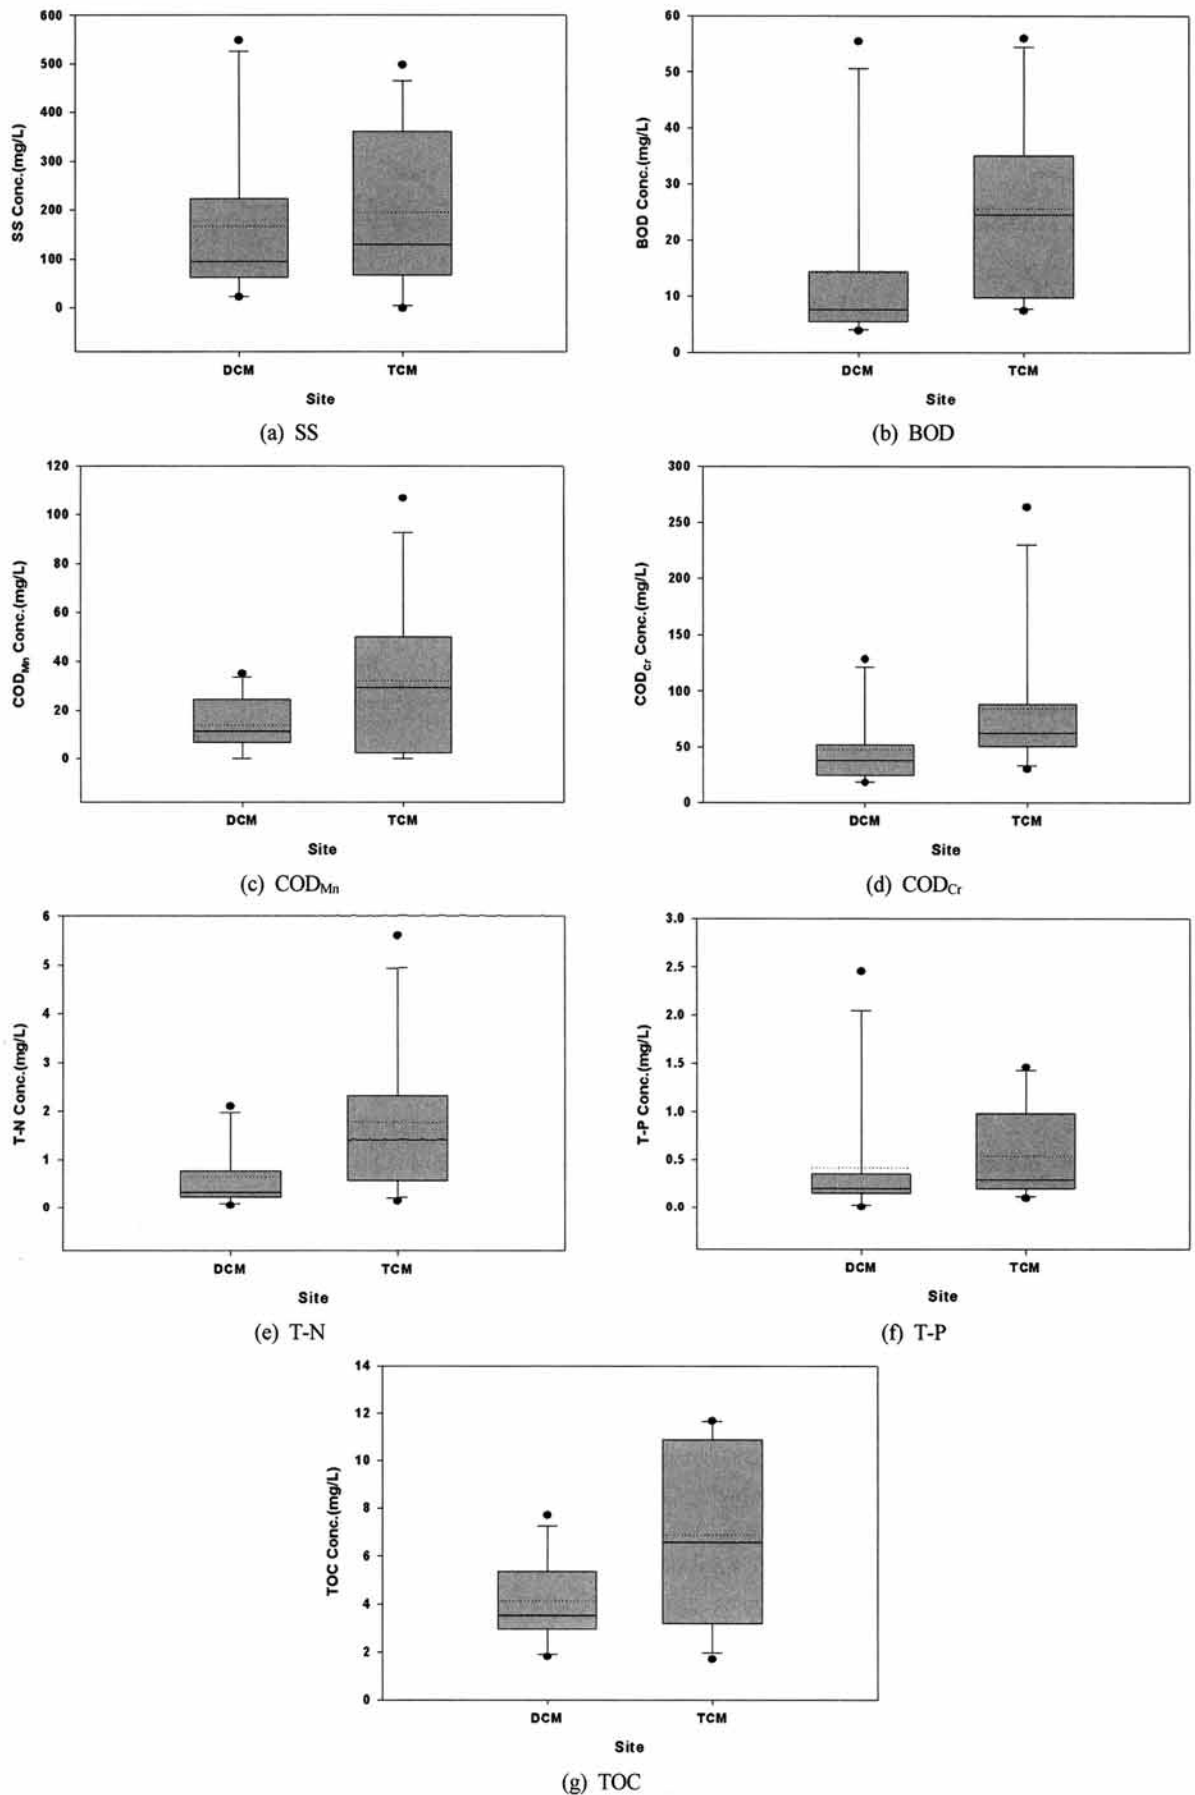 600
500
400
300
200
100
0
SS Conc.(mg/L)
DCM TCM
Site
(a) SS
60
50
40
30
20
10
0
BOD Conc.(mg/L)
DCM TCM
Site
(b) BOD
120
100
80
60
40
20
0
COD_Mn Conc.(mg/L)
DCM TCM
Site
(c) COD_Mn
300
250
200
150
100
50
0
COD_Cr Conc.(mg/L)
DCM TCM
Site
(d) COD_Cr
6
5
4
3
2
1
0
T-N Conc.(mg/L)
DCM TCM
Site
(e) T-N
3.0
2.5
2.0
1.5
1.0
0.5
0.0
T-P Conc.(mg/L)
DCM TCM
Site
(f) T-P
14
12
10
8
6
4
2
0
TOC Conc.(mg/L)
DCM TCM
Site
(g) TOC